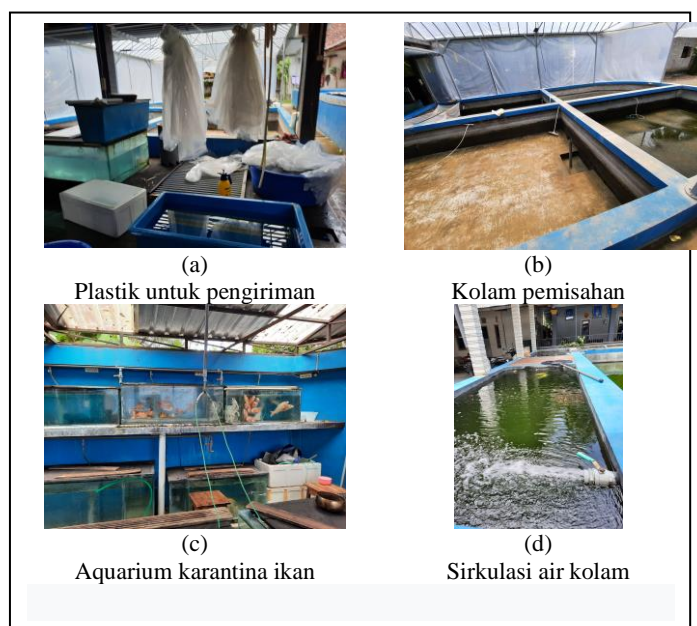 (a)
Plastik untuk pengiriman
(b)
Kolam pemisahan
(c)
Aquarium karantina ikan
(d)
Sirkulasi air kolam